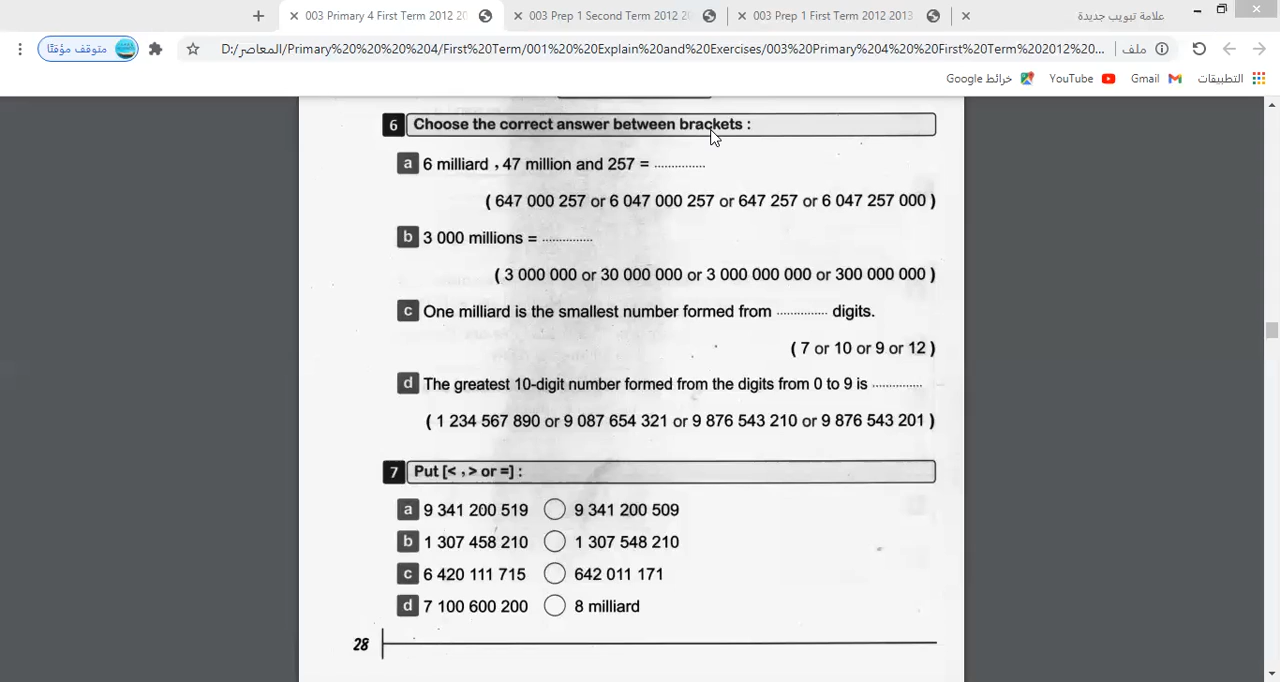 003 Primary 4 First Term 2012 20
003 Prep 1 Second Term 2012 20
003 Prep 1 First Term 2012 2013
علامة تبويب جديدة
متوقف مؤقتًا
D:/المعاصر/Primary%20%20%20%204/First%20Term/001%20%20Explain%20and%20Exercises/003%20Primary%204%20%20First%20Term%202012%20...
ملف
خرائط Google
YouTube
Gmail
التطبيقات
6 Choose the correct answer between brackets :
a 6 milliard , 47 million and 257 = ..............
( 647 000 257 or 6 047 000 257 or 647 257 or 6 047 257 000 )
b 3 000 millions = ..............
( 3 000 000 or 30 000 000 or 3 000 000 000 or 300 000 000 )
c One milliard is the smallest number formed from .............. digits.
( 7 or 10 or 9 or 12 )
d The greatest 10-digit number formed from the digits from 0 to 9 is ..............
( 1 234 567 890 or 9 087 654 321 or 9 876 543 210 or 9 876 543 201 )
7 Put [< , > or =] :
a 9 341 200 519 ◯ 9 341 200 509
b 1 307 458 210 ◯ 1 307 548 210
c 6 420 111 715 ◯ 642 011 171
d 7 100 600 200 ◯ 8 milliard
28